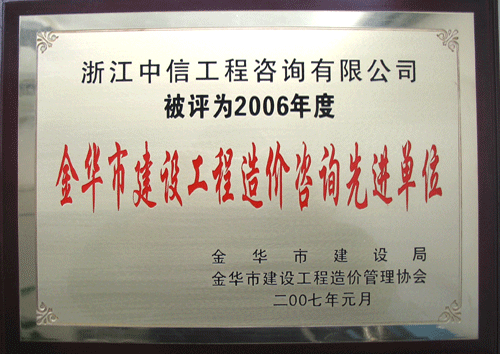 浙江中信工程咨询有限公司
被评为2006年度
金华市建设工程造价咨询先进单位
金华市建设局
金华市建设工程造价管理协会
二〇〇七年元月